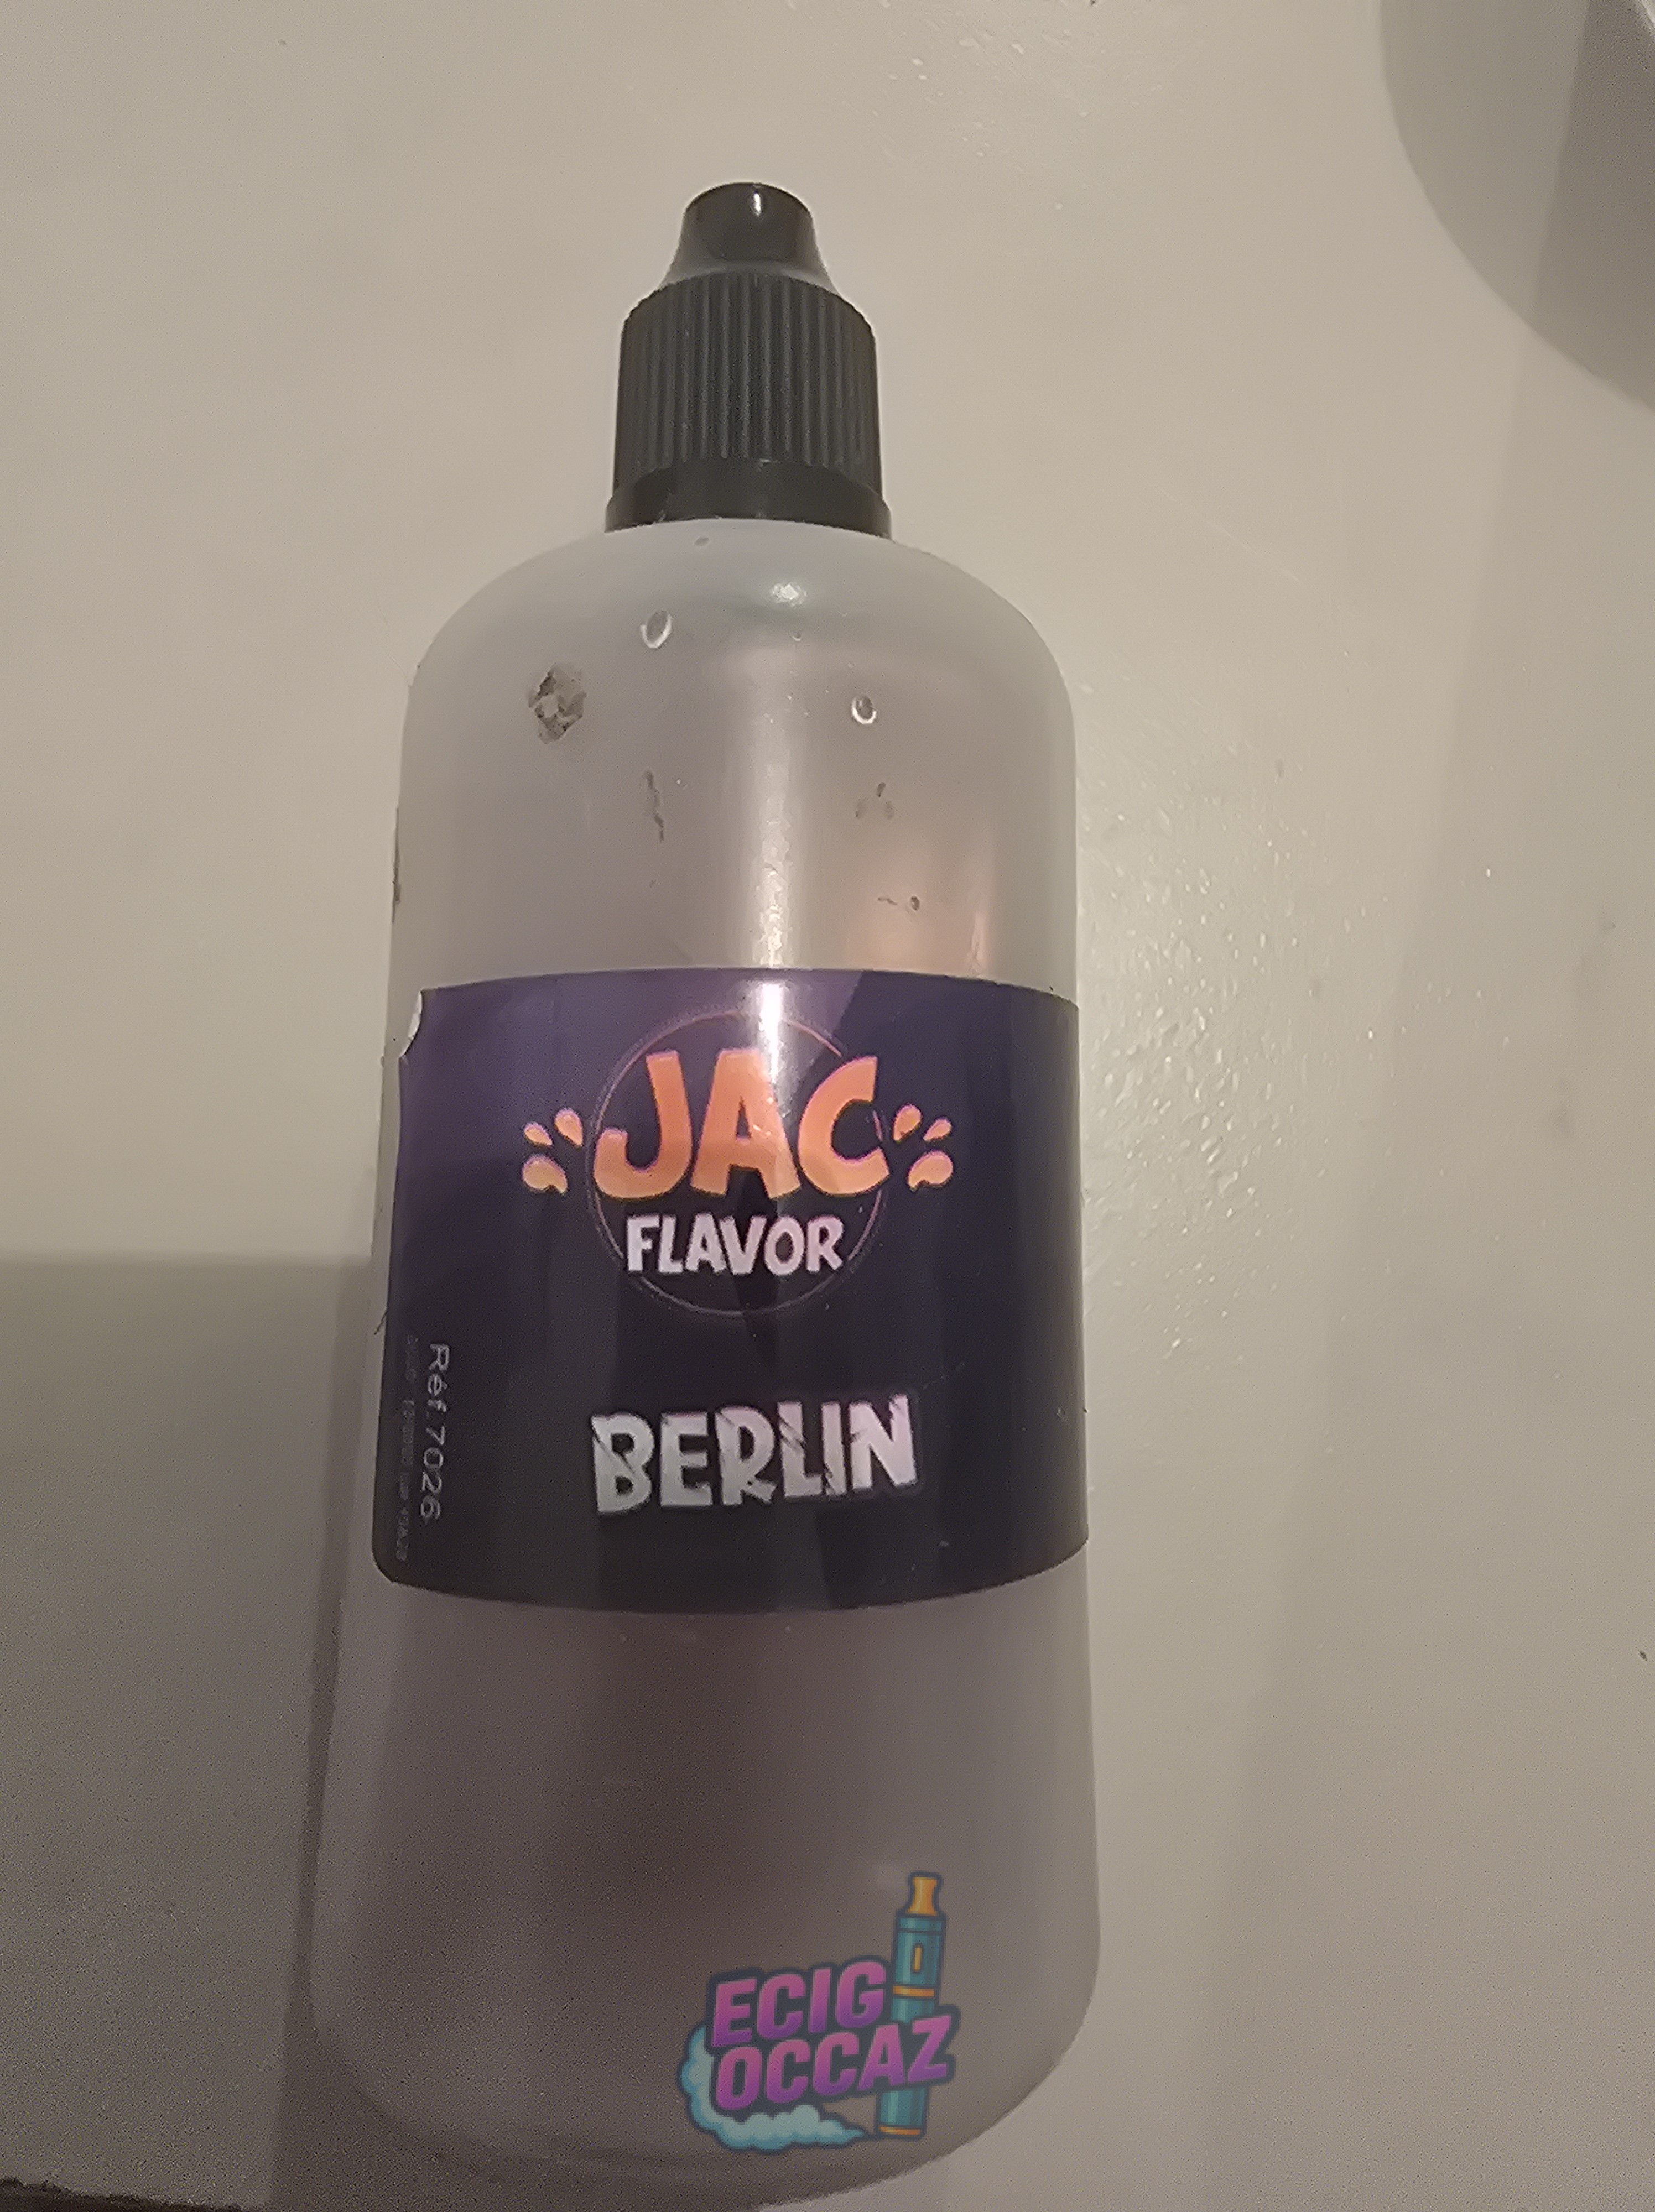 JAC
FLAVOR
BERLIN
Réf.7026
ECIG
OCCAZ